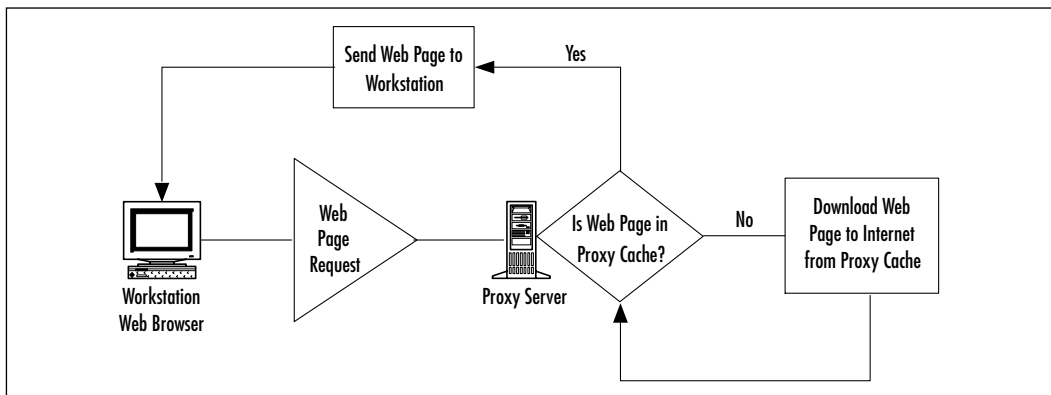 Send Web Page to
Workstation
Yes
Web
Page
Request
Is Web Page in
Proxy Cache?
No
Download Web
Page to Internet
from Proxy Cache
Workstation
Web Browser
Proxy Server